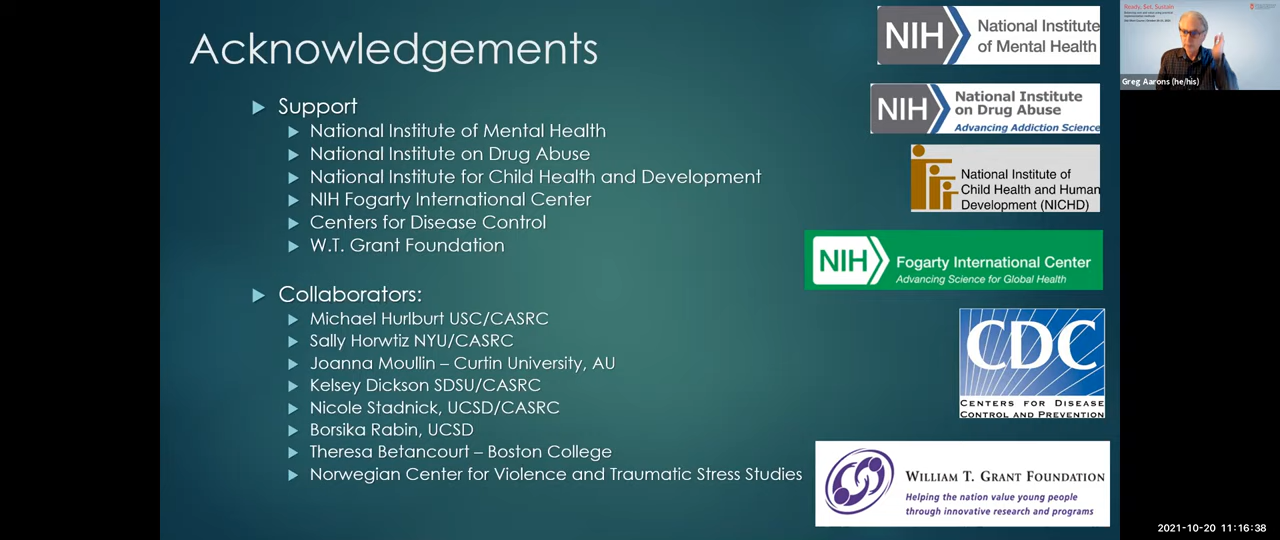 Acknowledgements
Support
National Institute of Mental Health
National Institute on Drug Abuse
National Institute for Child Health and Development
NIH Fogarty International Center
Centers for Disease Control
W.T. Grant Foundation
Collaborators:
Michael Hurlburt USC/CASRC
Sally Horwtiz NYU/CASRC
Joanna Moullin – Curtin University, AU
Kelsey Dickson SDSU/CASRC
Nicole Stadnick, UCSD/CASRC
Borsika Rabin, UCSD
Theresa Betancourt – Boston College
Norwegian Center for Violence and Traumatic Stress Studies
NIH National Institute
of Mental Health
NIH National Institute
on Drug Abuse
Advancing Addiction Science
National Institute of
Child Health and Human
Development (NICHD)
NIH Fogarty International Center
Advancing Science for Global Health
CDC
CENTERS FOR DISEASE
CONTROL AND PREVENTION
WILLIAM T. GRANT FOUNDATION
Helping the nation value young people
through innovative research and programs
Ready, Set, Sustain
Greg Aarons (he/his)
2021-10-20 11:16:38